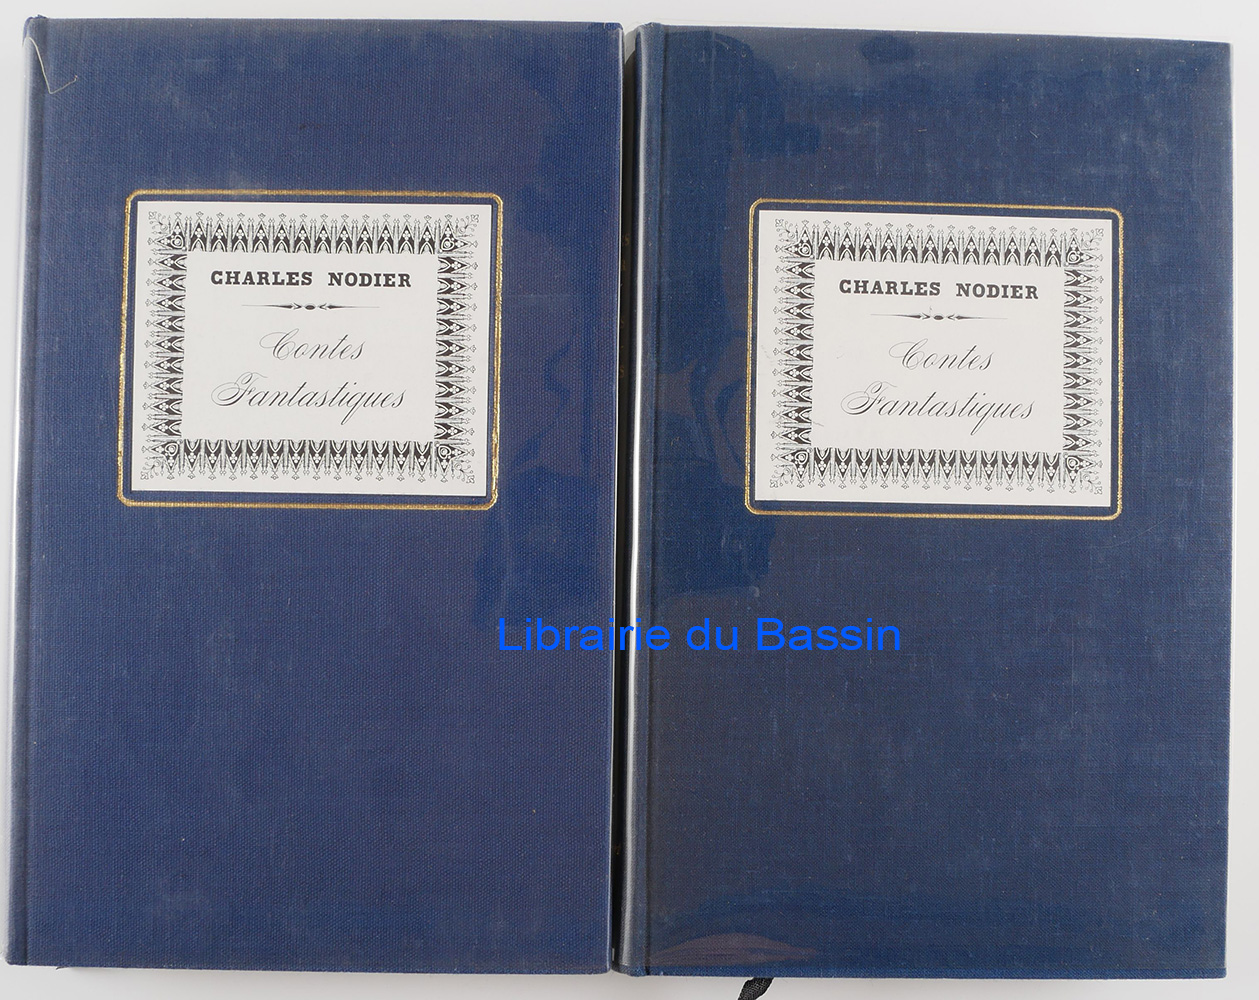 CHARLES NODIER
Contes
Fantastiques
CHARLES NODIER
Contes
Fantastiques
Librairie du Bassin